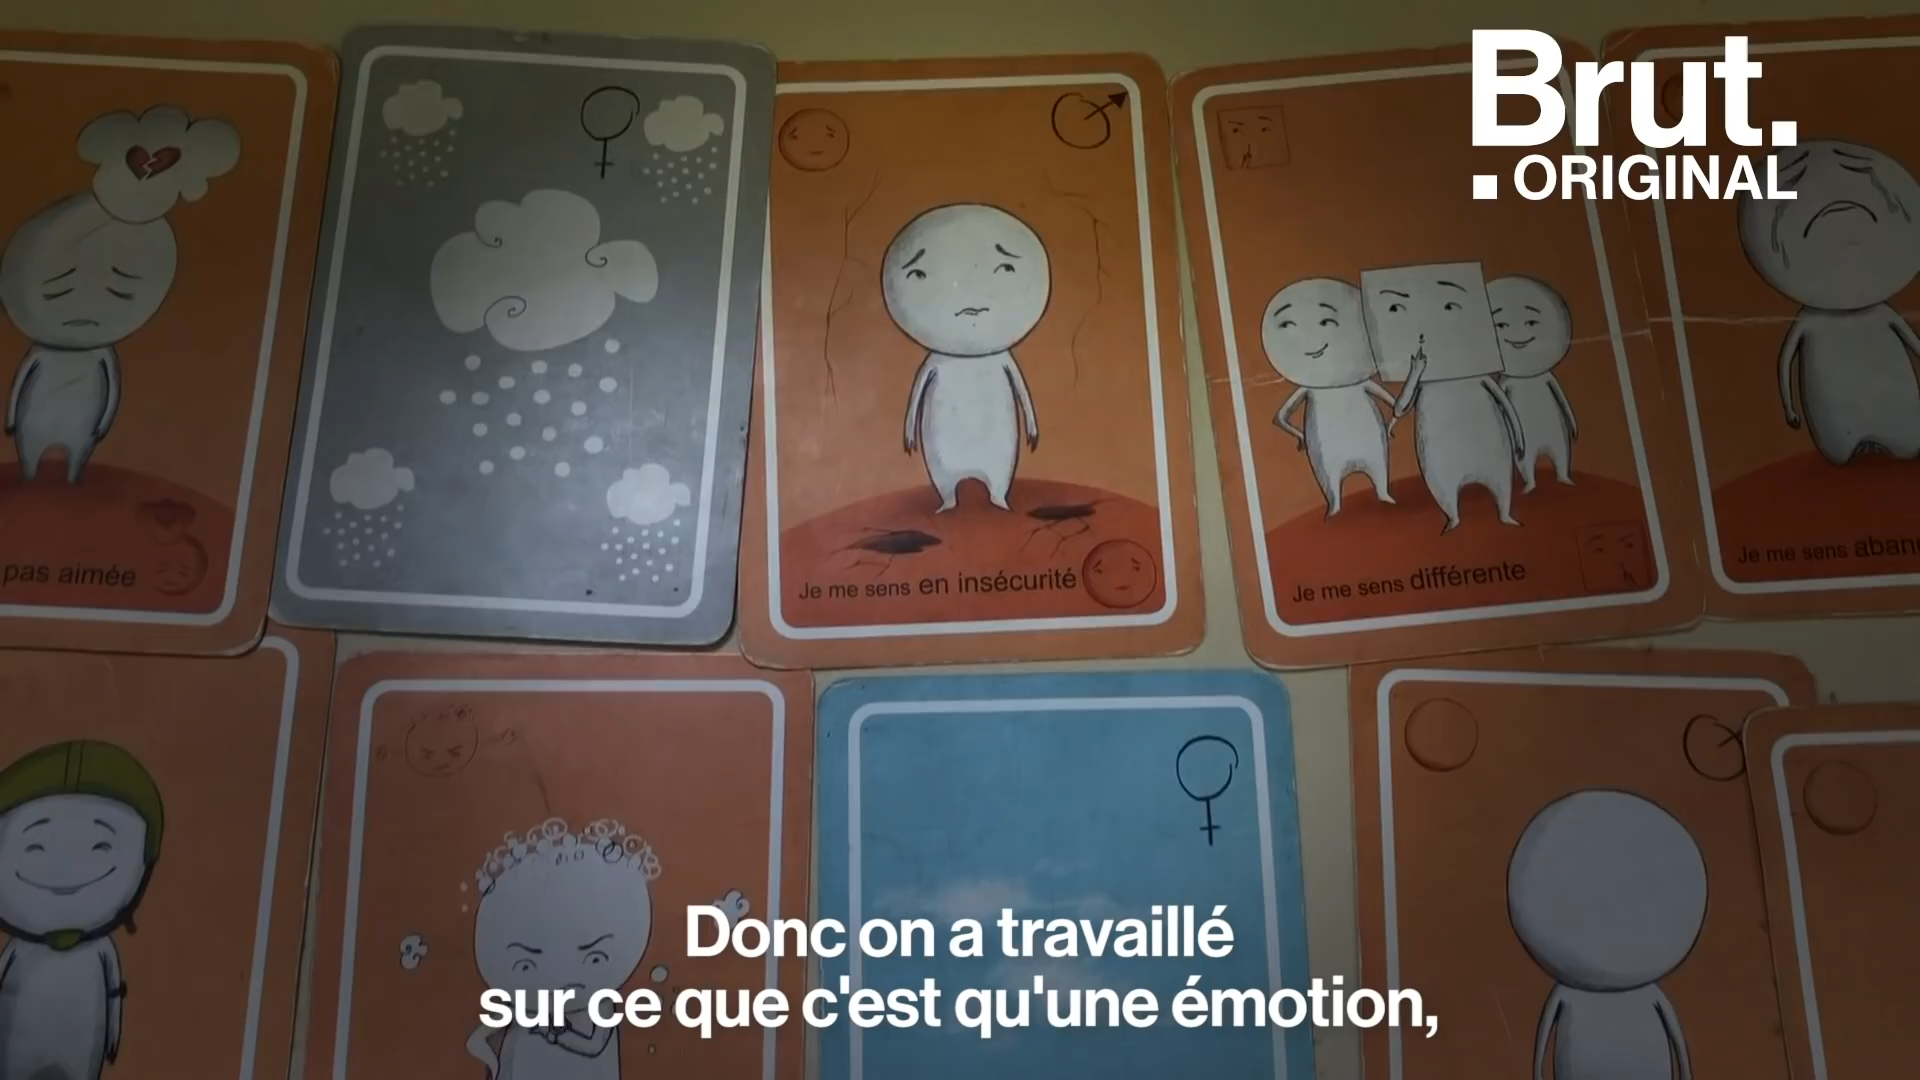 Brut.
ORIGINAL
pas aimée
Je me sens en insécurité
Je me sens différente
Je me sens aban
Donc on a travaillé
sur ce que c'est qu'une émotion,